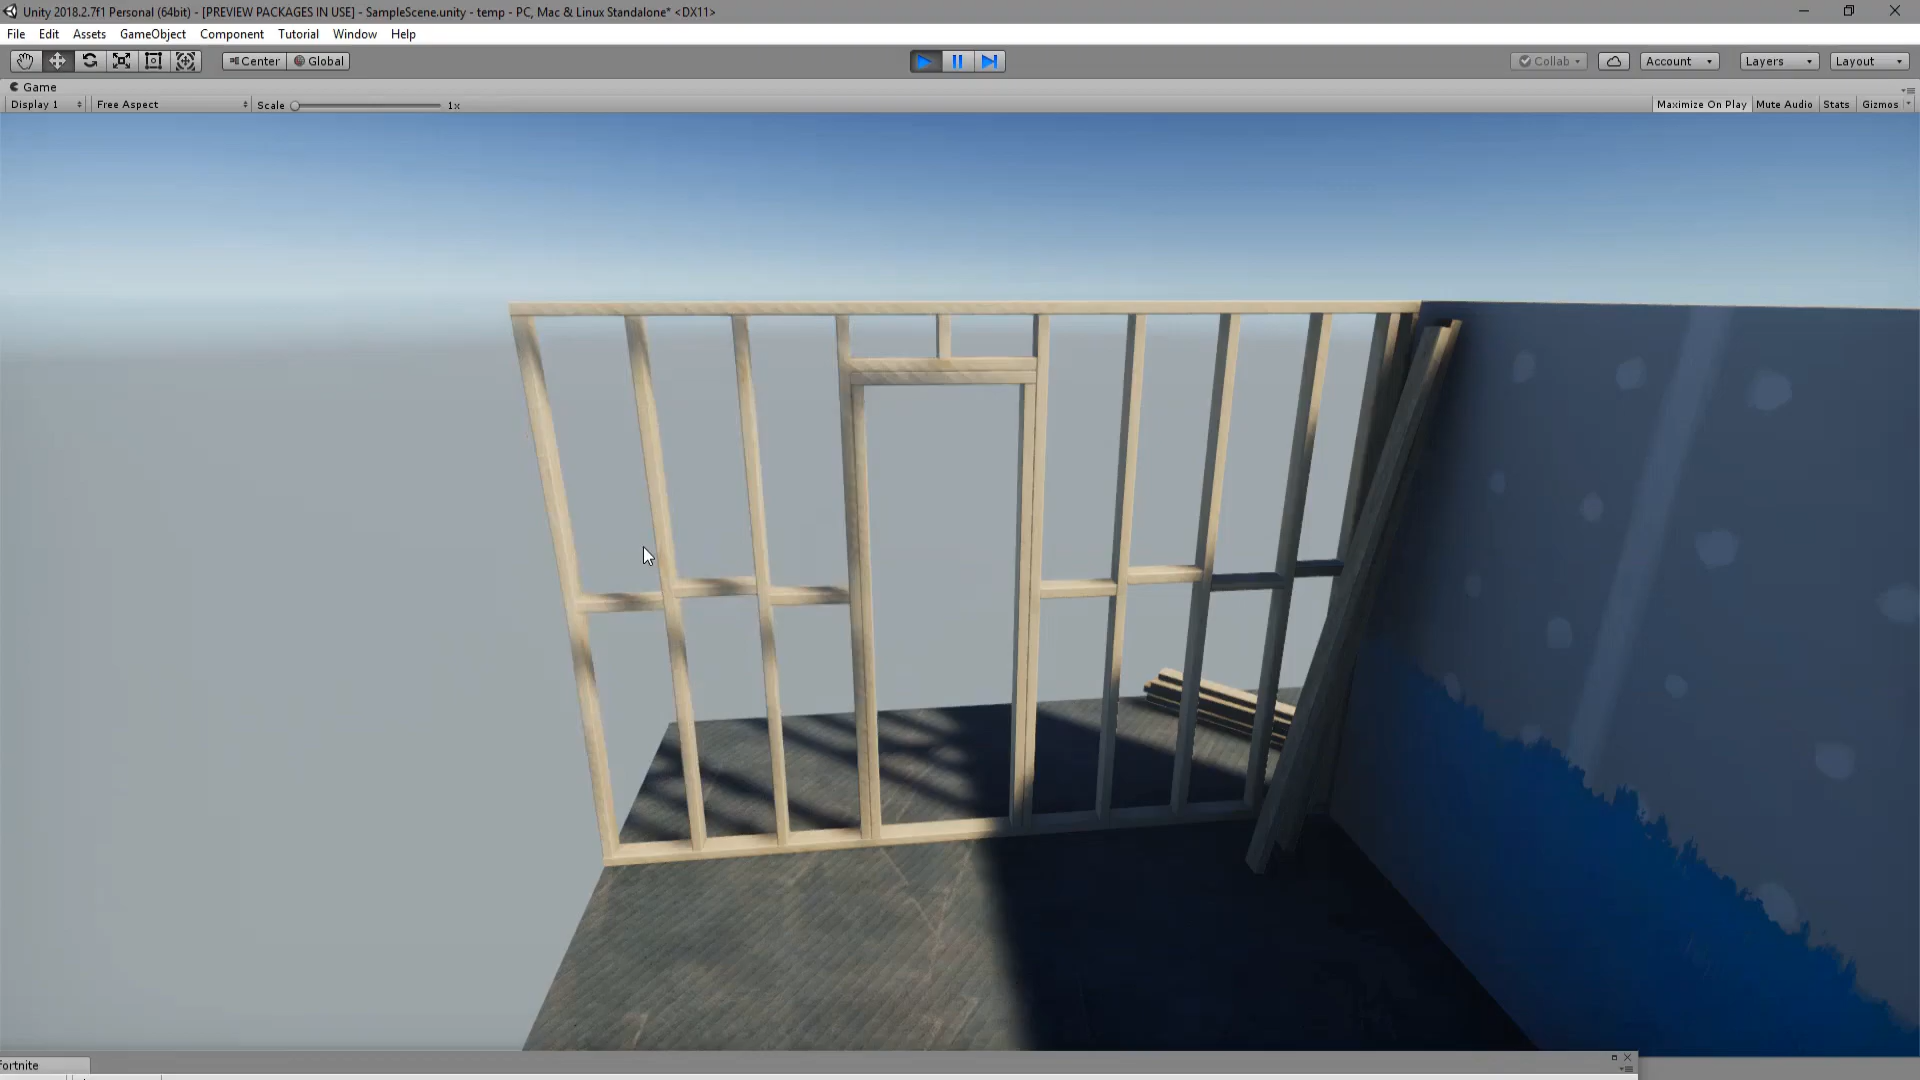 Unity 2018.2.7f1 Personal (64bit) - [PREVIEW PACKAGES IN USE] - SampleScene.unity - temp - PC, Mac & Linux Standalone* <DX11>
File Edit Assets GameObject Component Tutorial Window Help
Center Global Collab Account Layers Layout
Game
Display 1 Free Aspect Scale 1x Maximize On Play Mute Audio Stats Gizmos
ortnite